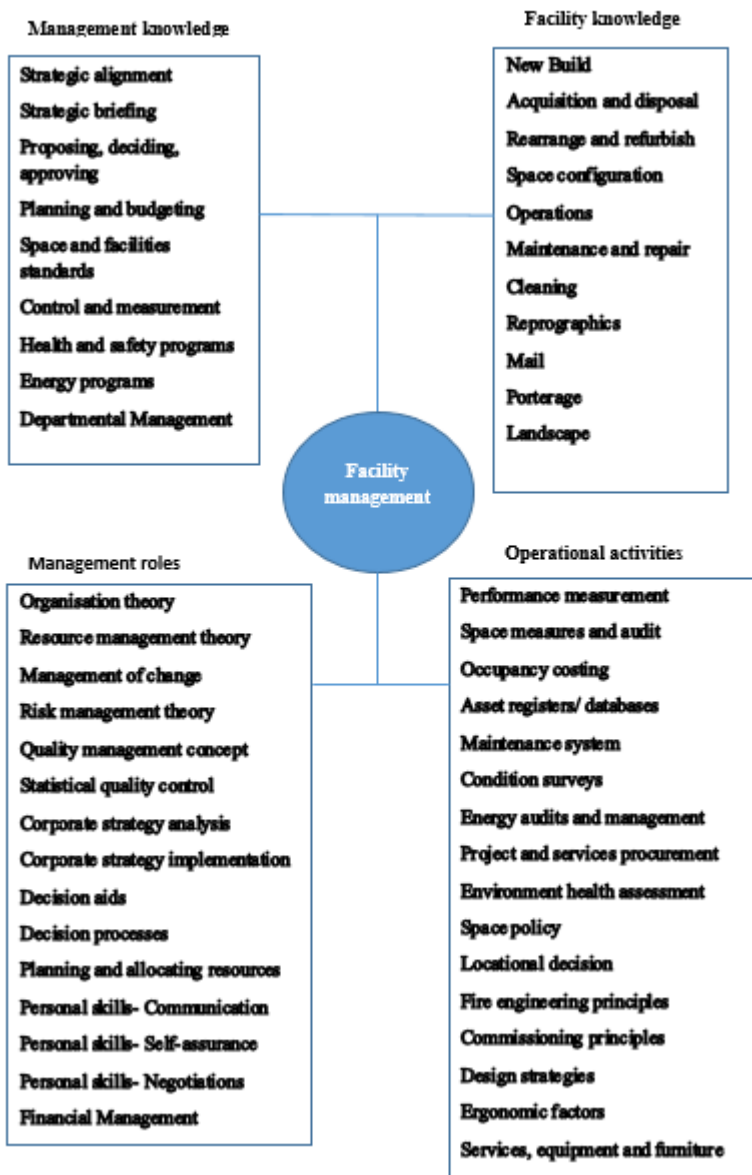 Management knowledge
Strategic alignment
Strategic briefing
Proposing, deciding,
approving
Planning and budgeting
Space and facilities
standards
Control and measurement
Health and safety programs
Energy programs
Departmental Management
Facility knowledge
New Build
Acquisition and disposal
Rearrange and refurbish
Space configuration
Operations
Maintenance and repair
Cleaning
Reprographics
Mail
Porterage
Landscape
Facility
management
Management roles
Organisation theory
Resource management theory
Management of change
Risk management theory
Quality management concept
Statistical quality control
Corporate strategy analysis
Corporate strategy implementation
Decision aids
Decision processes
Planning and allocating resources
Personal skills- Communication
Personal skills- Self-assurance
Personal skills- Negotiations
Financial Management
Operational activities
Performance measurement
Space measures and audit
Occupancy costing
Asset registers/ databases
Maintenance system
Condition surveys
Energy audits and management
Project and services procurement
Environment health assessment
Space policy
Locational decision
Fire engineering principles
Commissioning principles
Design strategies
Ergonomic factors
Services, equipment and furniture